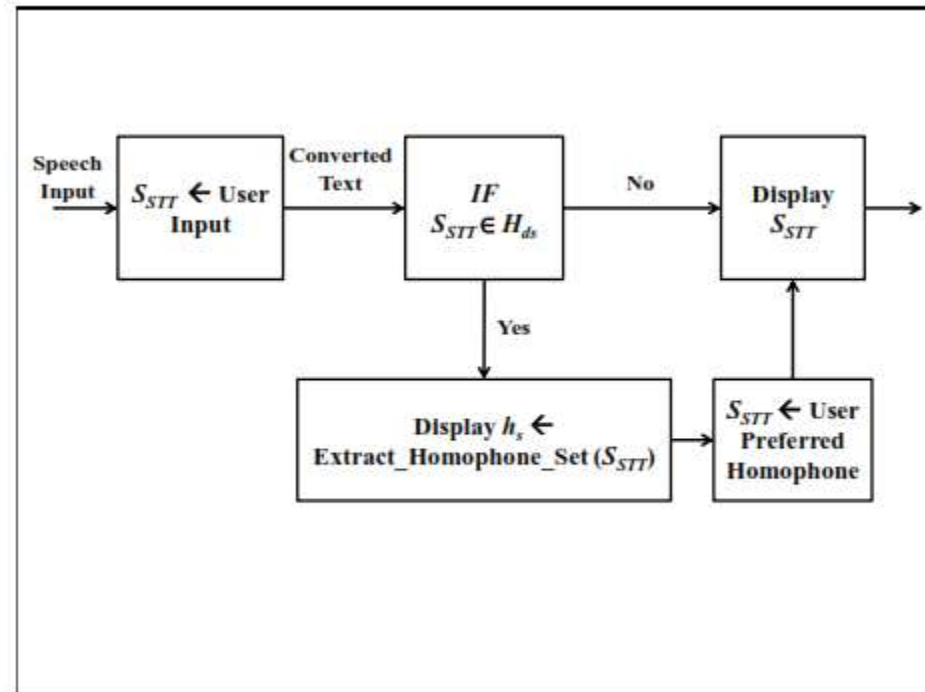 Speech
Input
S_STT ← User
Input
Converted
Text
IF
S_STT ∈ H_ds
No
Display
S_STT
Yes
Display h_s ←
Extract_Homophone_Set (S_STT)
S_STT ← User
Preferred
Homophone